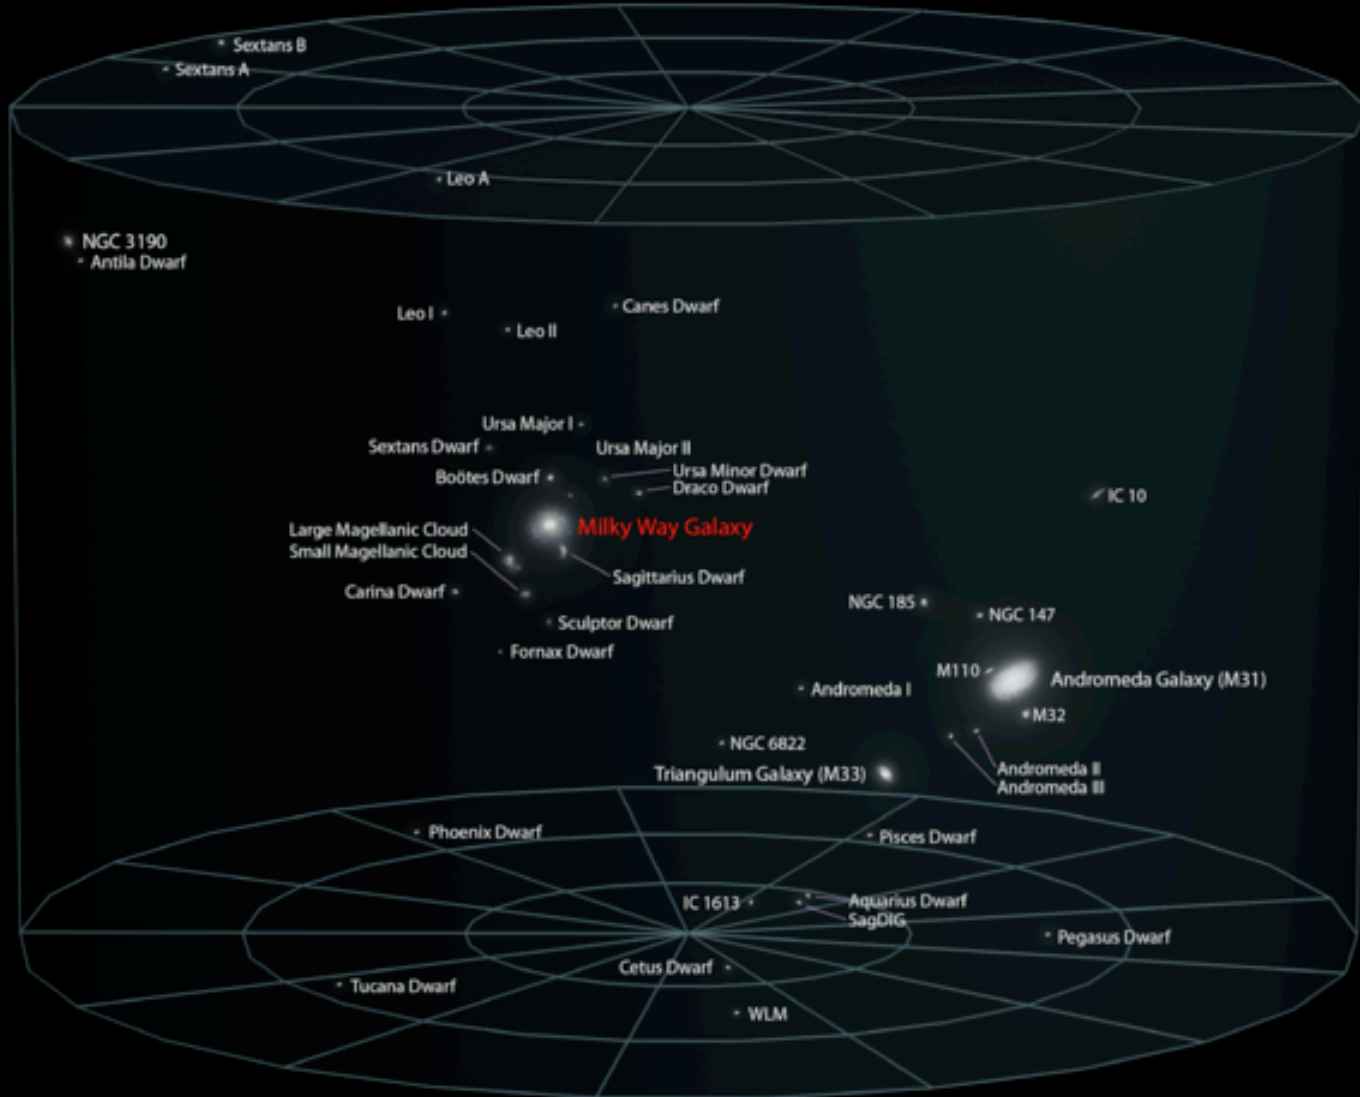 Sextans B
Sextans A
Leo A
NGC 3190
Antila Dwarf
Canes Dwarf
Leo I
Leo II
Ursa Major I
Sextans Dwarf
Ursa Major II
Boötes Dwarf
Ursa Minor Dwarf
Draco Dwarf
IC 10
Milky Way Galaxy
Large Magellanic Cloud
Small Magellanic Cloud
Sagittarius Dwarf
Carina Dwarf
NGC 185
NGC 147
Sculptor Dwarf
Fornax Dwarf
M110
Andromeda Galaxy (M31)
Andromeda I
M32
NGC 6822
Andromeda II
Triangulum Galaxy (M33)
Andromeda III
Phoenix Dwarf
Pisces Dwarf
IC 1613
Aquarius Dwarf
SagDIG
Pegasus Dwarf
Cetus Dwarf
Tucana Dwarf
WLM